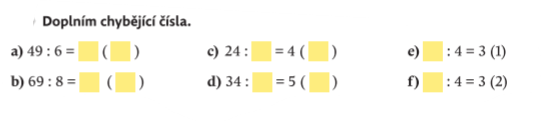 Doplním chybějící čísla.
a) 49 : 6 = ( ) c) 24 : = 4 ( ) e) : 4 = 3 (1)
b) 69 : 8 = ( ) d) 34 : = 5 ( ) f) : 4 = 3 (2)